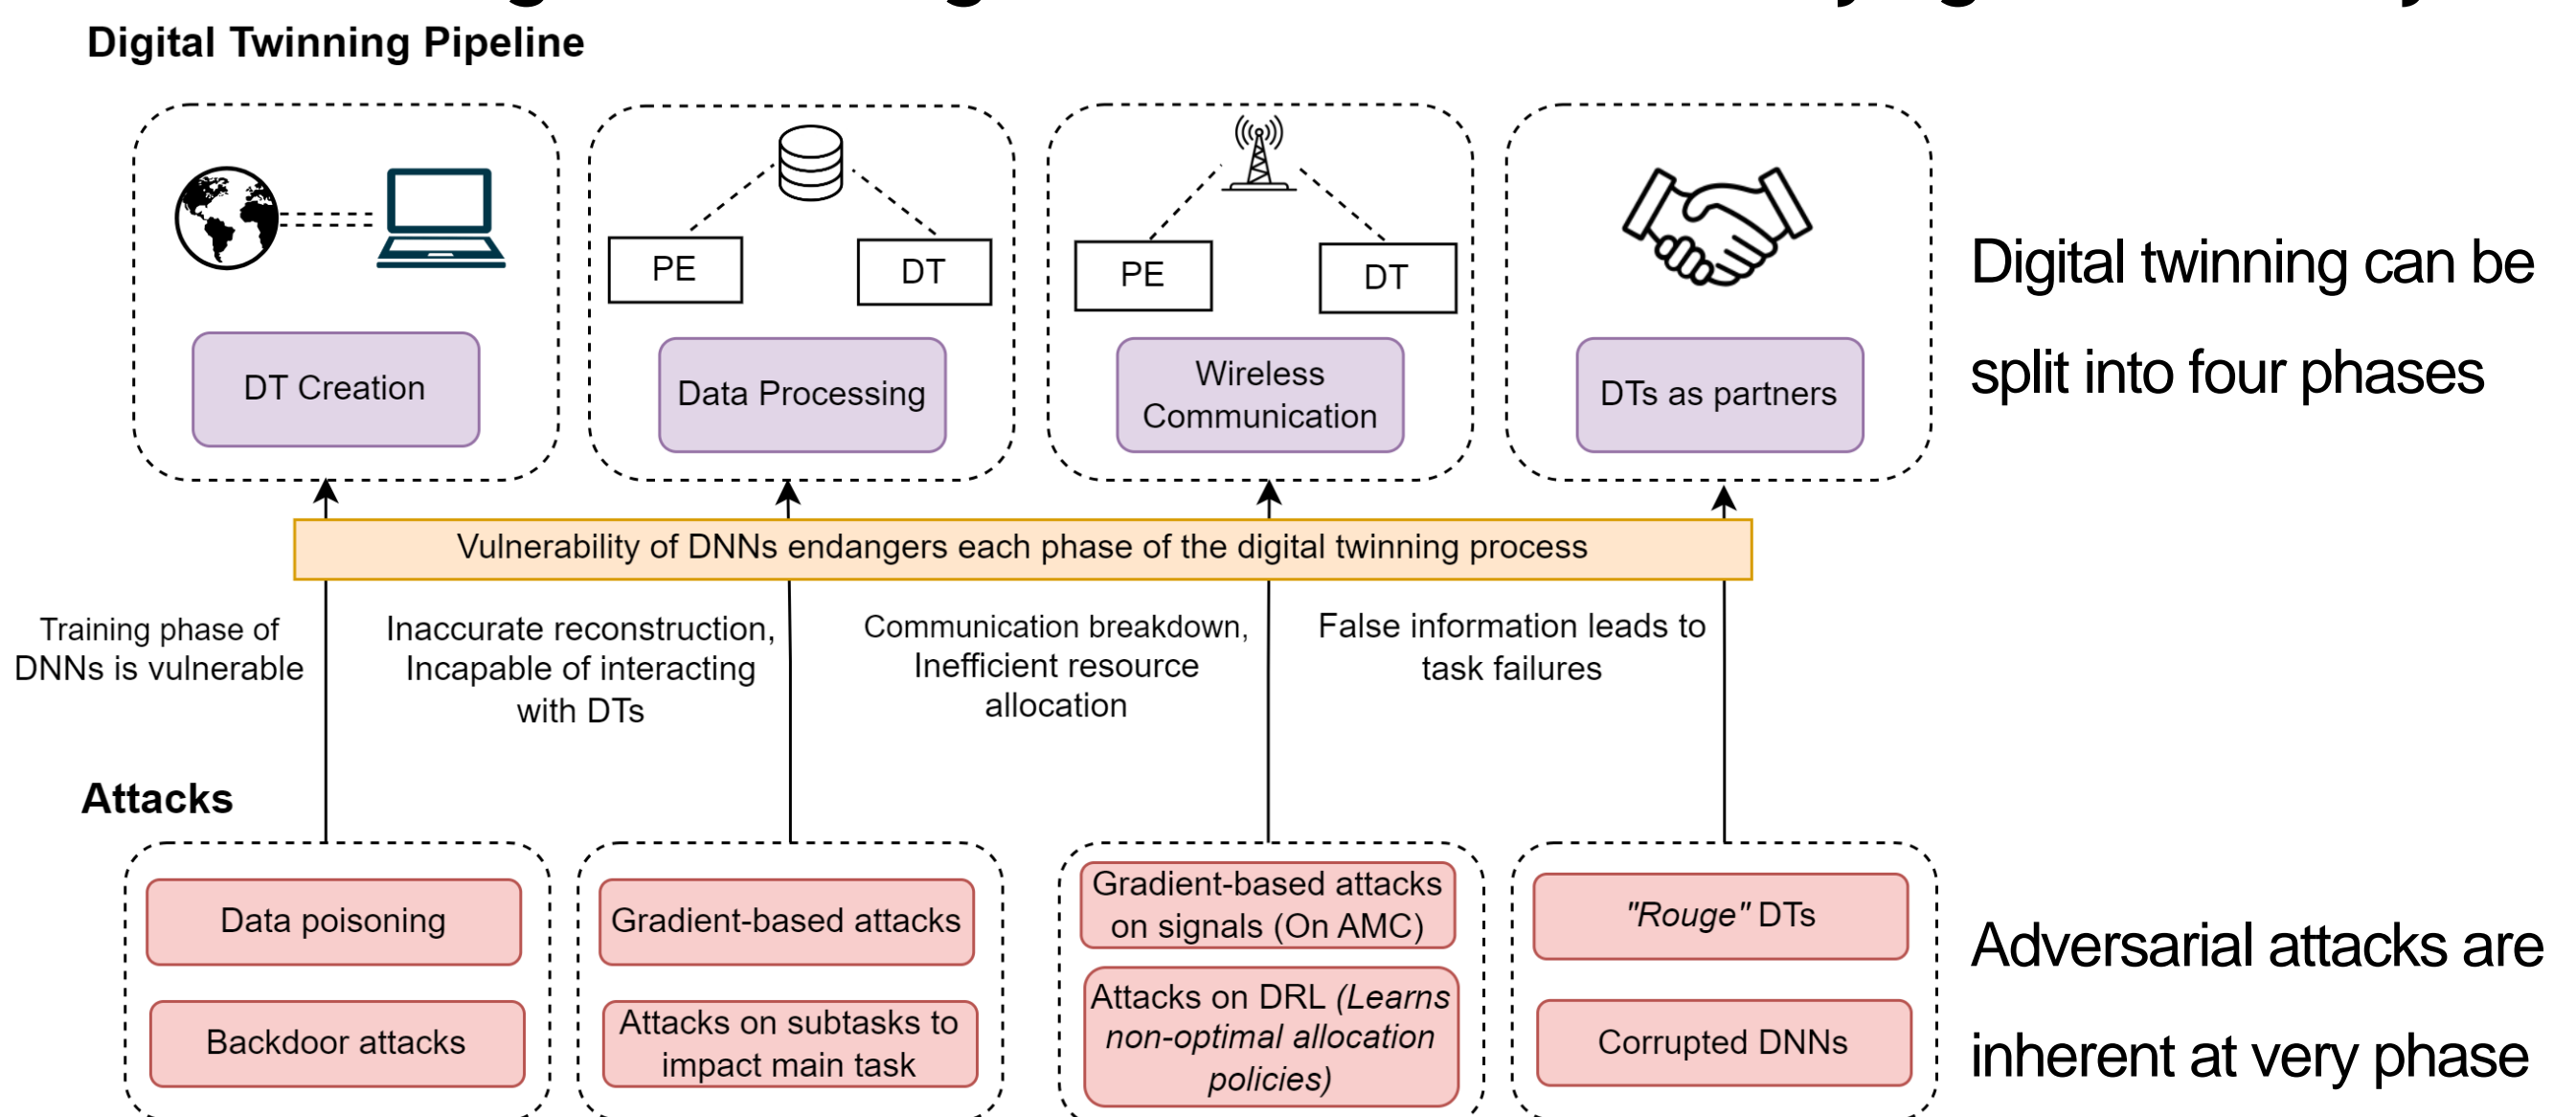 Digital Twinning Pipeline
PE
DT
PE
DT
DT Creation
Data Processing
Wireless
Communication
DTs as partners
Digital twinning can be
split into four phases
Vulnerability of DNNs endangers each phase of the digital twinning process
Training phase of
DNNs is vulnerable
Inaccurate reconstruction,
Incapable of interacting
with DTs
Communication breakdown,
Inefficient resource
allocation
False information leads to
task failures
Attacks
Data poisoning
Backdoor attacks
Gradient-based attacks
Attacks on subtasks to
impact main task
Gradient-based attacks
on signals (On AMC)
Attacks on DRL (Learns
non-optimal allocation
policies)
"Rouge" DTs
Corrupted DNNs
Adversarial attacks are
inherent at very phase